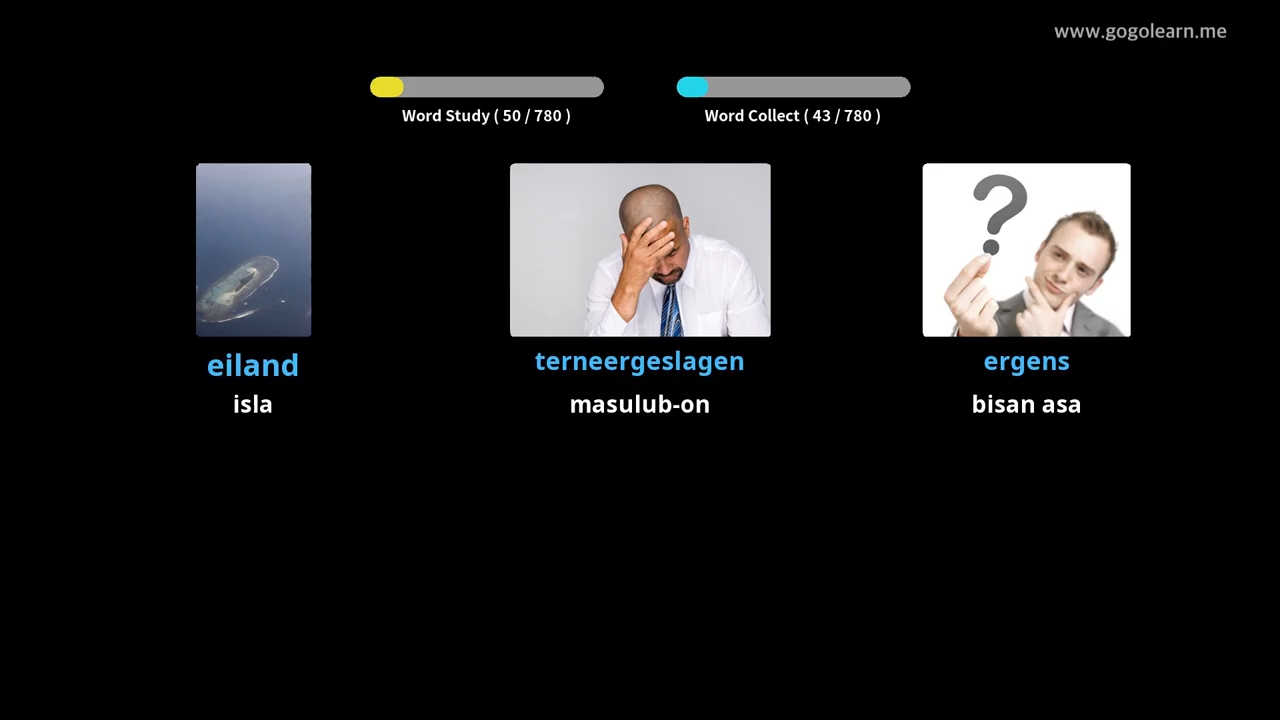 www.gogolearn.me
Word Study ( 50 / 780 )
Word Collect ( 43 / 780 )
eiland
isla
terneergeslagen
masulub-on
ergens
bisan asa